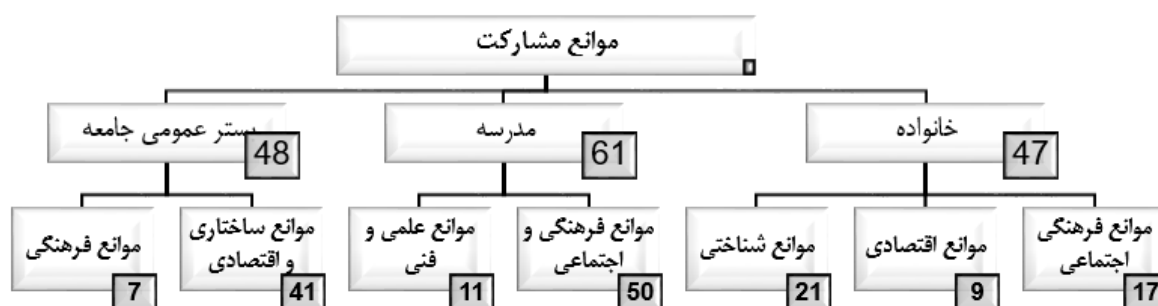 موانع مشارکت
خانواده
47
مدرسه
61
بستر عمومی جامعه
48
موانع فرهنگی
اجتماعی
17
موانع اقتصادی
9
موانع شناختی
21
موانع فرهنگی و
اجتماعی
50
موانع علمی و
فنی
11
موانع ساختاری
و اقتصادی
41
موانع فرهنگی
7